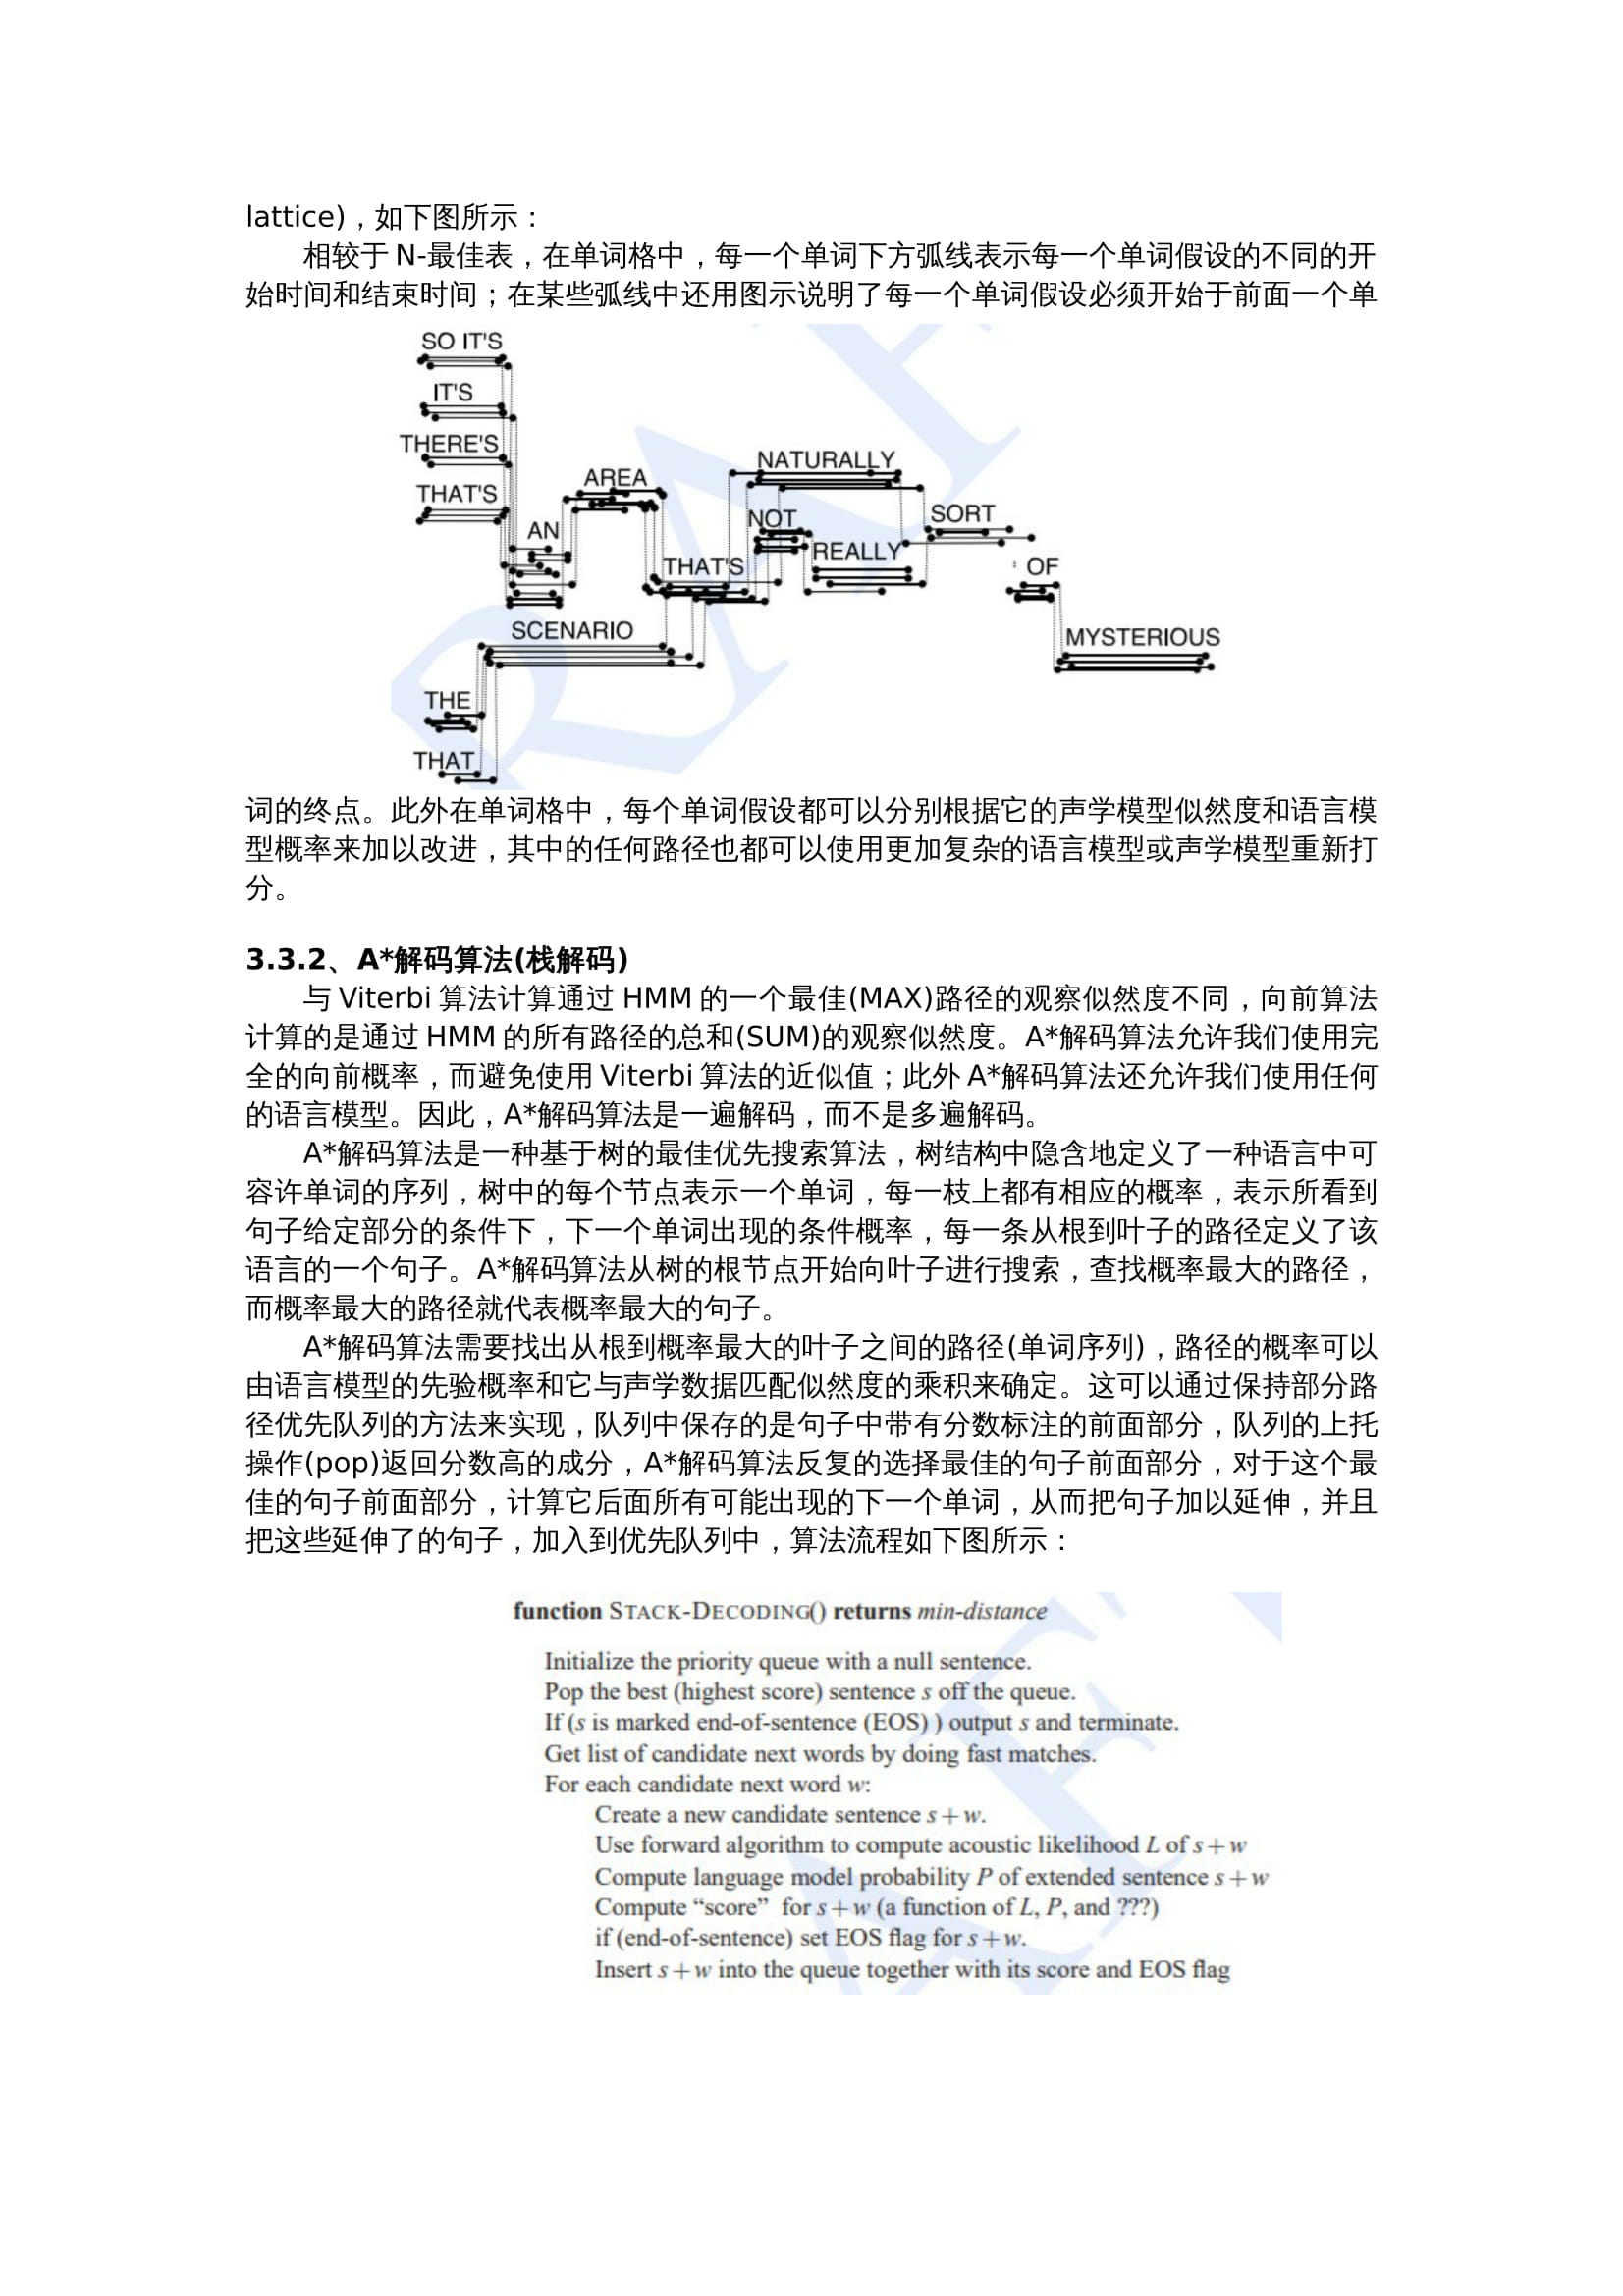 lattice)，如下图所示：
相较于 N-最佳表，在单词格中，每一个单词下方弧线表示每一个单词假设的不同的开
始时间和结束时间；在某些弧线中还用图示说明了每一个单词假设必须开始于前面一个单
SO IT'S
IT'S
THERE'S
THAT'S
AN
AREA
NATURALLY
NOT
REALLY
SORT
THAT'S
OF
SCENARIO
MYSTERIOUS
THE
THAT
词的终点。此外在单词格中，每个单词假设都可以分别根据它的声学模型似然度和语言模
型概率来加以改进，其中的任何路径也都可以使用更加复杂的语言模型或声学模型重新打
分。
3.3.2、A*解码算法(栈解码)
与 Viterbi 算法计算通过 HMM 的一个最佳(MAX)路径的观察似然度不同，向前算法
计算的是通过 HMM 的所有路径的总和(SUM)的观察似然度。A*解码算法允许我们使用完
全的向前概率，而避免使用 Viterbi 算法的近似值；此外 A*解码算法还允许我们使用任何
的语言模型。因此，A*解码算法是一遍解码，而不是多遍解码。
A*解码算法是一种基于树的最佳优先搜索算法，树结构中隐含地定义了一种语言中可
容许单词的序列，树中的每个节点表示一个单词，每一枝上都有相应的概率，表示所看到
句子给定部分的条件下，下一个单词出现的条件概率，每一条从根到叶子的路径定义了该
语言的一个句子。A*解码算法从树的根节点开始向叶子进行搜索，查找概率最大的路径，
而概率最大的路径就代表概率最大的句子。
A*解码算法需要找出从根到概率最大的叶子之间的路径(单词序列)，路径的概率可以
由语言模型的先验概率和它与声学数据匹配似然度的乘积来确定。这可以通过保持部分路
径优先队列的方法来实现，队列中保存的是句子中带有分数标注的前面部分，队列的上托
操作(pop)返回分数高的成分，A*解码算法反复的选择最佳的句子前面部分，对于这个最
佳的句子前面部分，计算它后面所有可能出现的下一个单词，从而把句子加以延伸，并且
把这些延伸了的句子，加入到优先队列中，算法流程如下图所示：
function STACK-DECODING() returns min-distance
Initialize the priority queue with a null sentence.
Pop the best (highest score) sentence s off the queue.
If (s is marked end-of-sentence (EOS) ) output s and terminate.
Get list of candidate next words by doing fast matches.
For each candidate next word w:
Create a new candidate sentence s + w.
Use forward algorithm to compute acoustic likelihood L of s + w
Compute language model probability P of extended sentence s + w
Compute “score” for s + w (a function of L, P, and ???)
if (end-of-sentence) set EOS flag for s + w.
Insert s + w into the queue together with its score and EOS flag